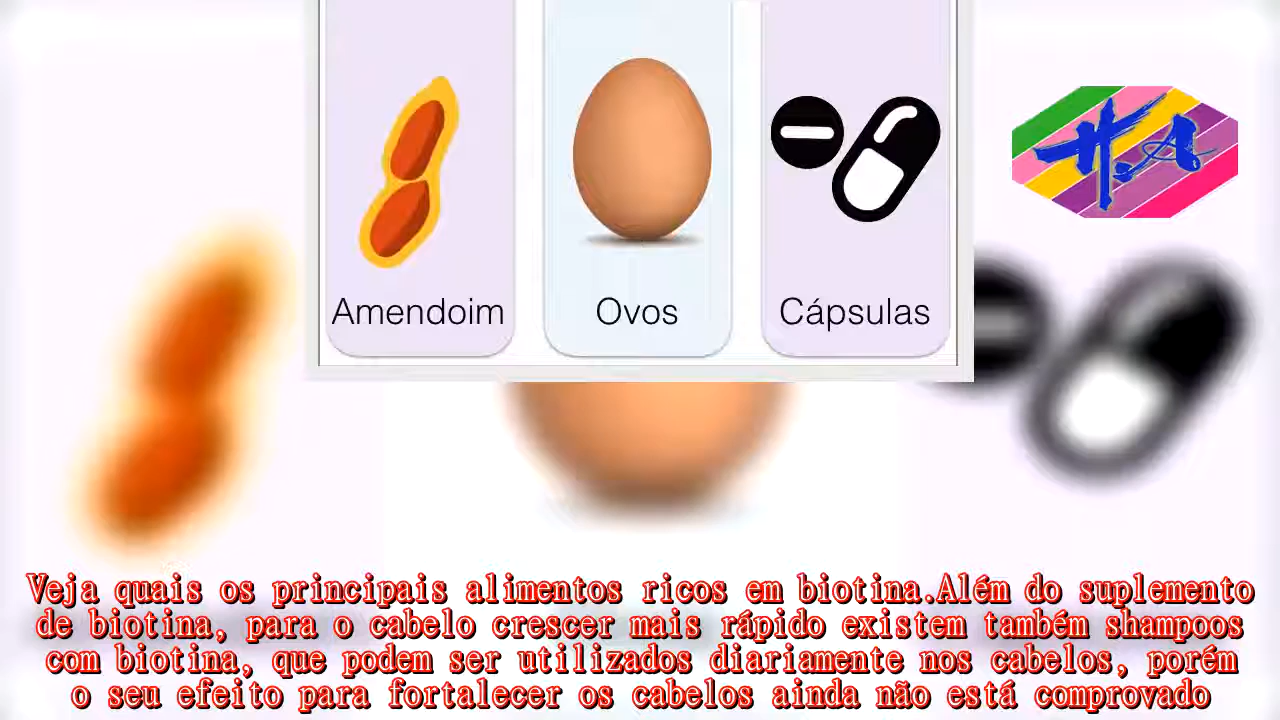 H.A
Amendoim
Ovos
Cápsulas
Veja quais os principais alimentos ricos em biotina.Além do suplemento
de biotina, para o cabelo crescer mais rápido existem também shampoos
com biotina, que podem ser utilizados diariamente nos cabelos, porém
o seu efeito para fortalecer os cabelos ainda não está comprovado